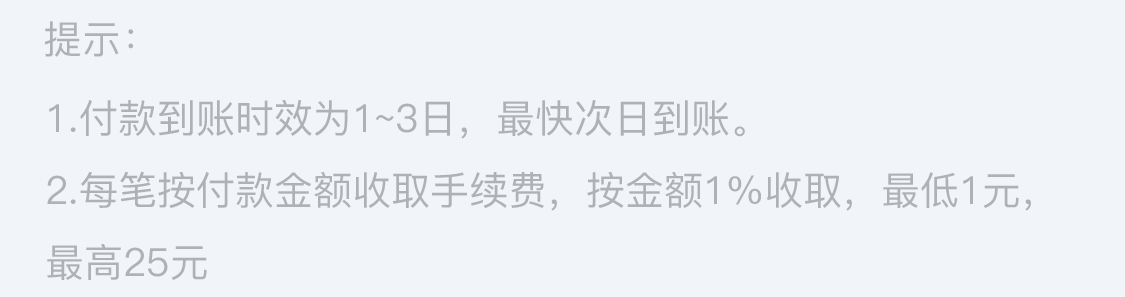 提示：
1.付款到账时效为1~3日，最快次日到账。
2.每笔按付款金额收取手续费，按金额1%收取，最低1元，
最高25元